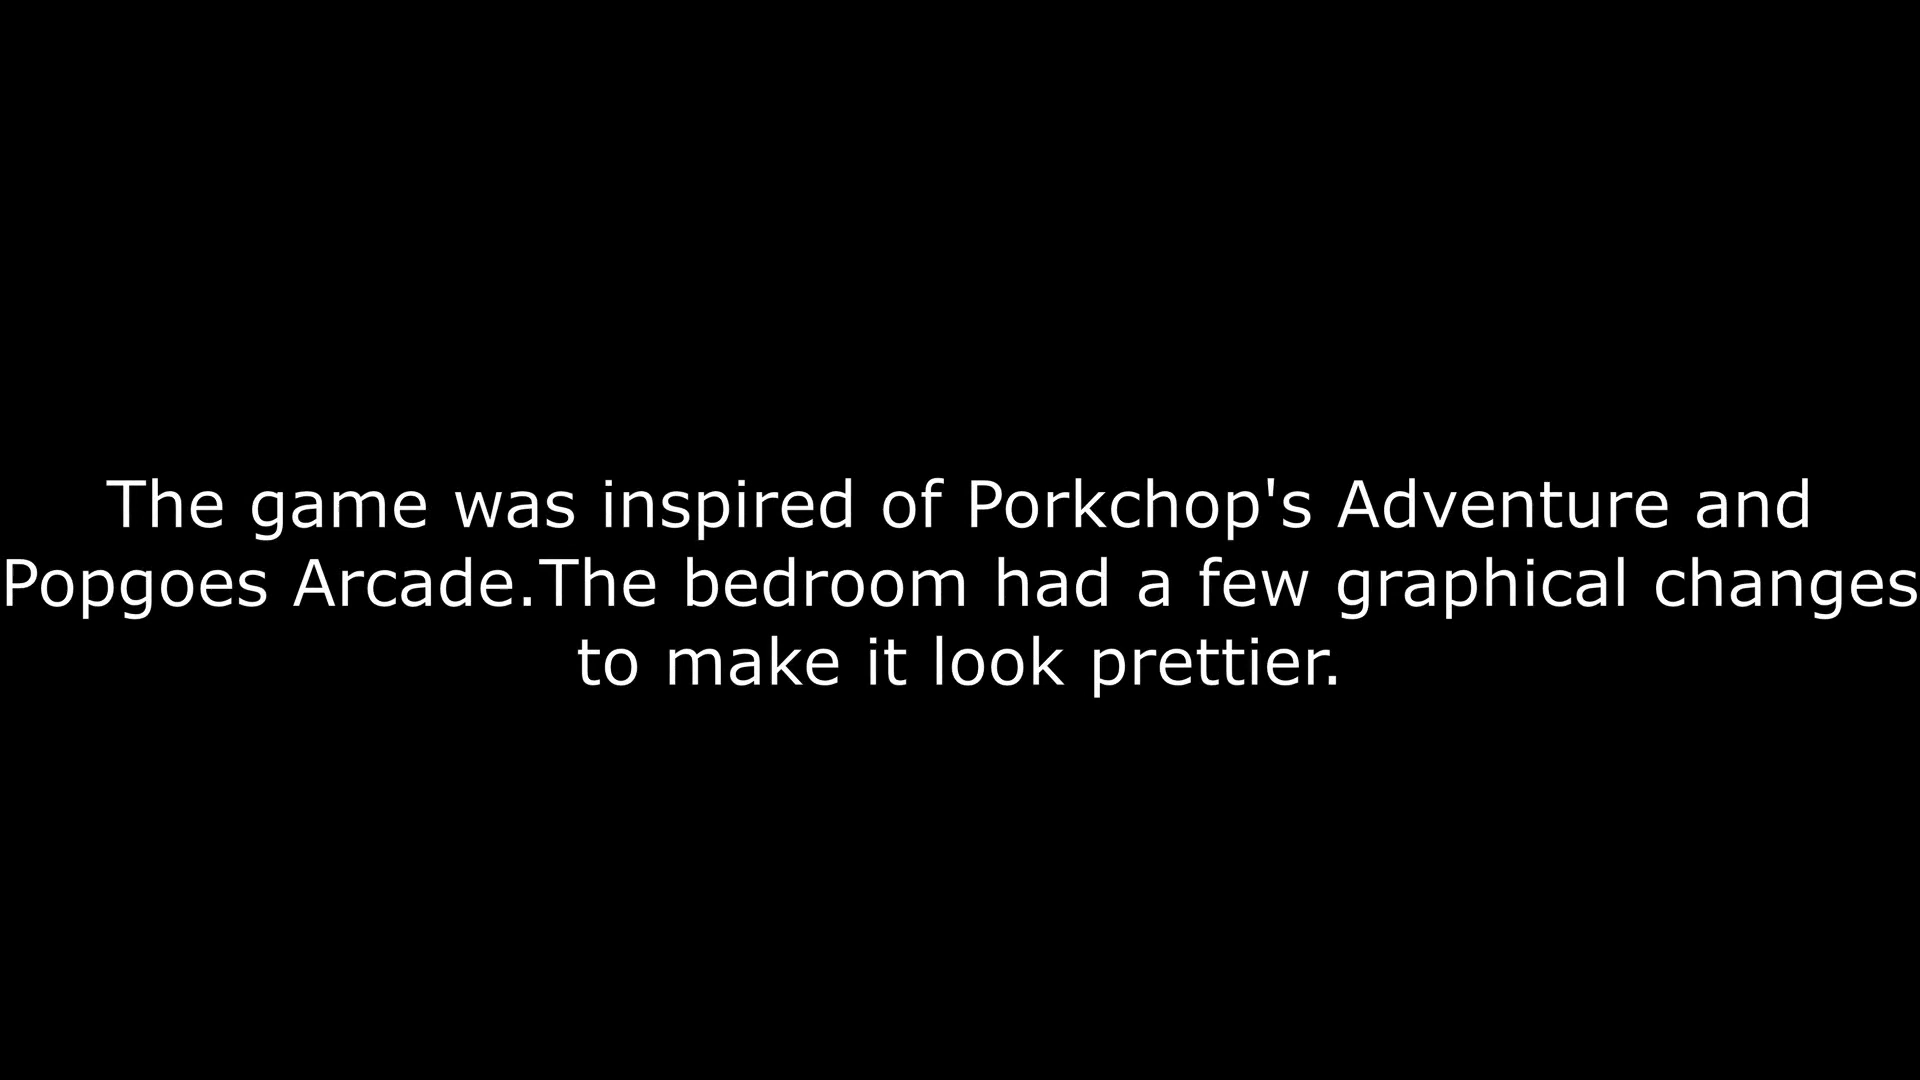 The game was inspired of Porkchop's Adventure and
Popgoes Arcade.The bedroom had a few graphical changes
to make it look prettier.